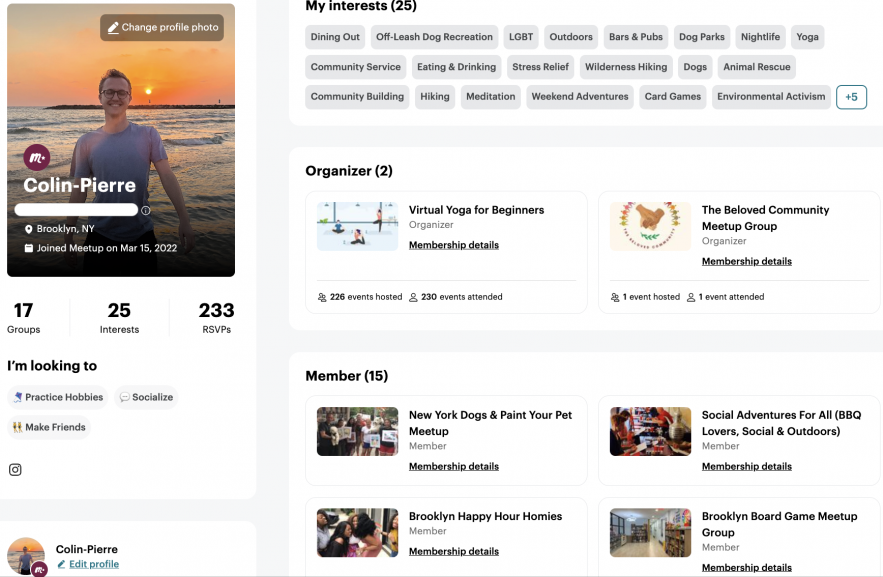 Change profile photo
Colin-Pierre
Brooklyn, NY
Joined Meetup on Mar 15, 2022
17
Groups
25
Interests
233
RSVPs
I'm looking to
Practice Hobbies
Socialize
Make Friends
Colin-Pierre
Edit profile
My interests (25)
Dining Out
Off-Leash Dog Recreation
LGBT
Outdoors
Bars & Pubs
Dog Parks
Nightlife
Yoga
Community Service
Eating & Drinking
Stress Relief
Wilderness Hiking
Dogs
Animal Rescue
Community Building
Hiking
Meditation
Weekend Adventures
Card Games
Environmental Activism
+5
Organizer (2)
Virtual Yoga for Beginners
Organizer
Membership details
226 events hosted
230 events attended
The Beloved Community
Meetup Group
Organizer
Membership details
1 event hosted
1 event attended
Member (15)
New York Dogs & Paint Your Pet
Meetup
Member
Membership details
Social Adventures For All (BBQ
Lovers, Social & Outdoors)
Member
Membership details
Brooklyn Happy Hour Homies
Member
Membership details
Brooklyn Board Game Meetup
Group
Member
Membership details